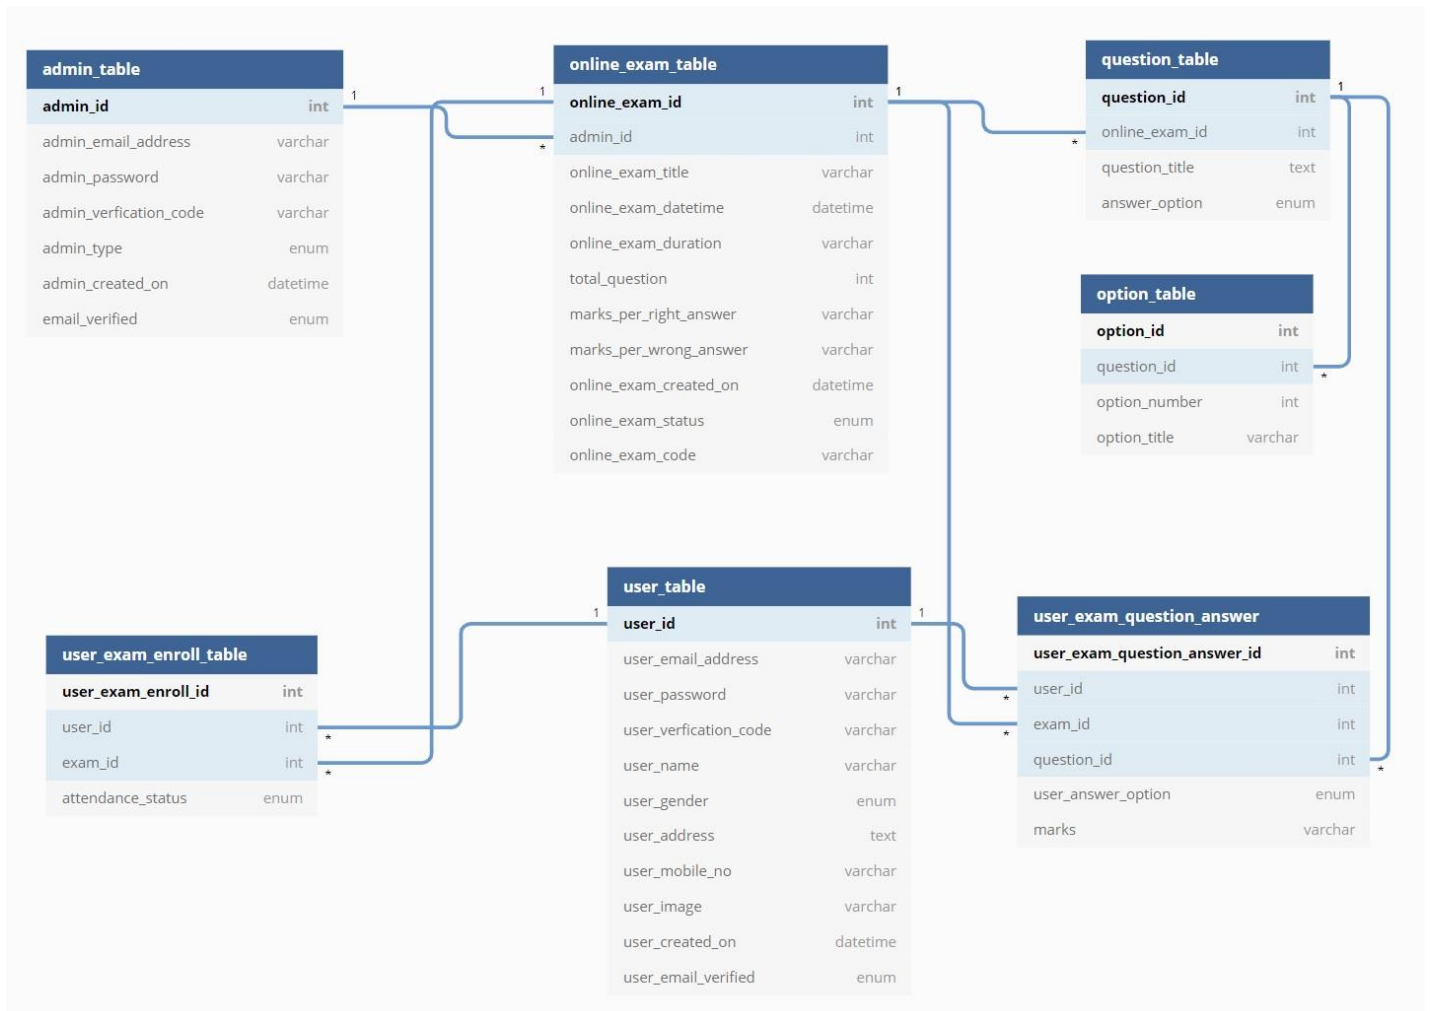 admin_table
admin_id int
admin_email_address varchar
admin_password varchar
admin_verfication_code varchar
admin_type enum
admin_created_on datetime
email_verified enum
1
1
*
online_exam_table
online_exam_id int
admin_id int
online_exam_title varchar
online_exam_datetime datetime
online_exam_duration varchar
total_question int
marks_per_right_answer varchar
marks_per_wrong_answer varchar
online_exam_created_on datetime
online_exam_status enum
online_exam_code varchar
1
*
question_table
question_id int
online_exam_id int
question_title text
answer_option enum
1
option_table
option_id int
question_id int
option_number int
option_title varchar
*
user_exam_enroll_table
user_exam_enroll_id int
user_id int
exam_id int
attendance_status enum
*
*
1
user_table
user_id int
user_email_address varchar
user_password varchar
user_verfication_code varchar
user_name varchar
user_gender enum
user_address text
user_mobile_no varchar
user_image varchar
user_created_on datetime
user_email_verified enum
1
*
*
user_exam_question_answer
user_exam_question_answer_id int
user_id int
exam_id int
question_id int
user_answer_option enum
marks varchar
*